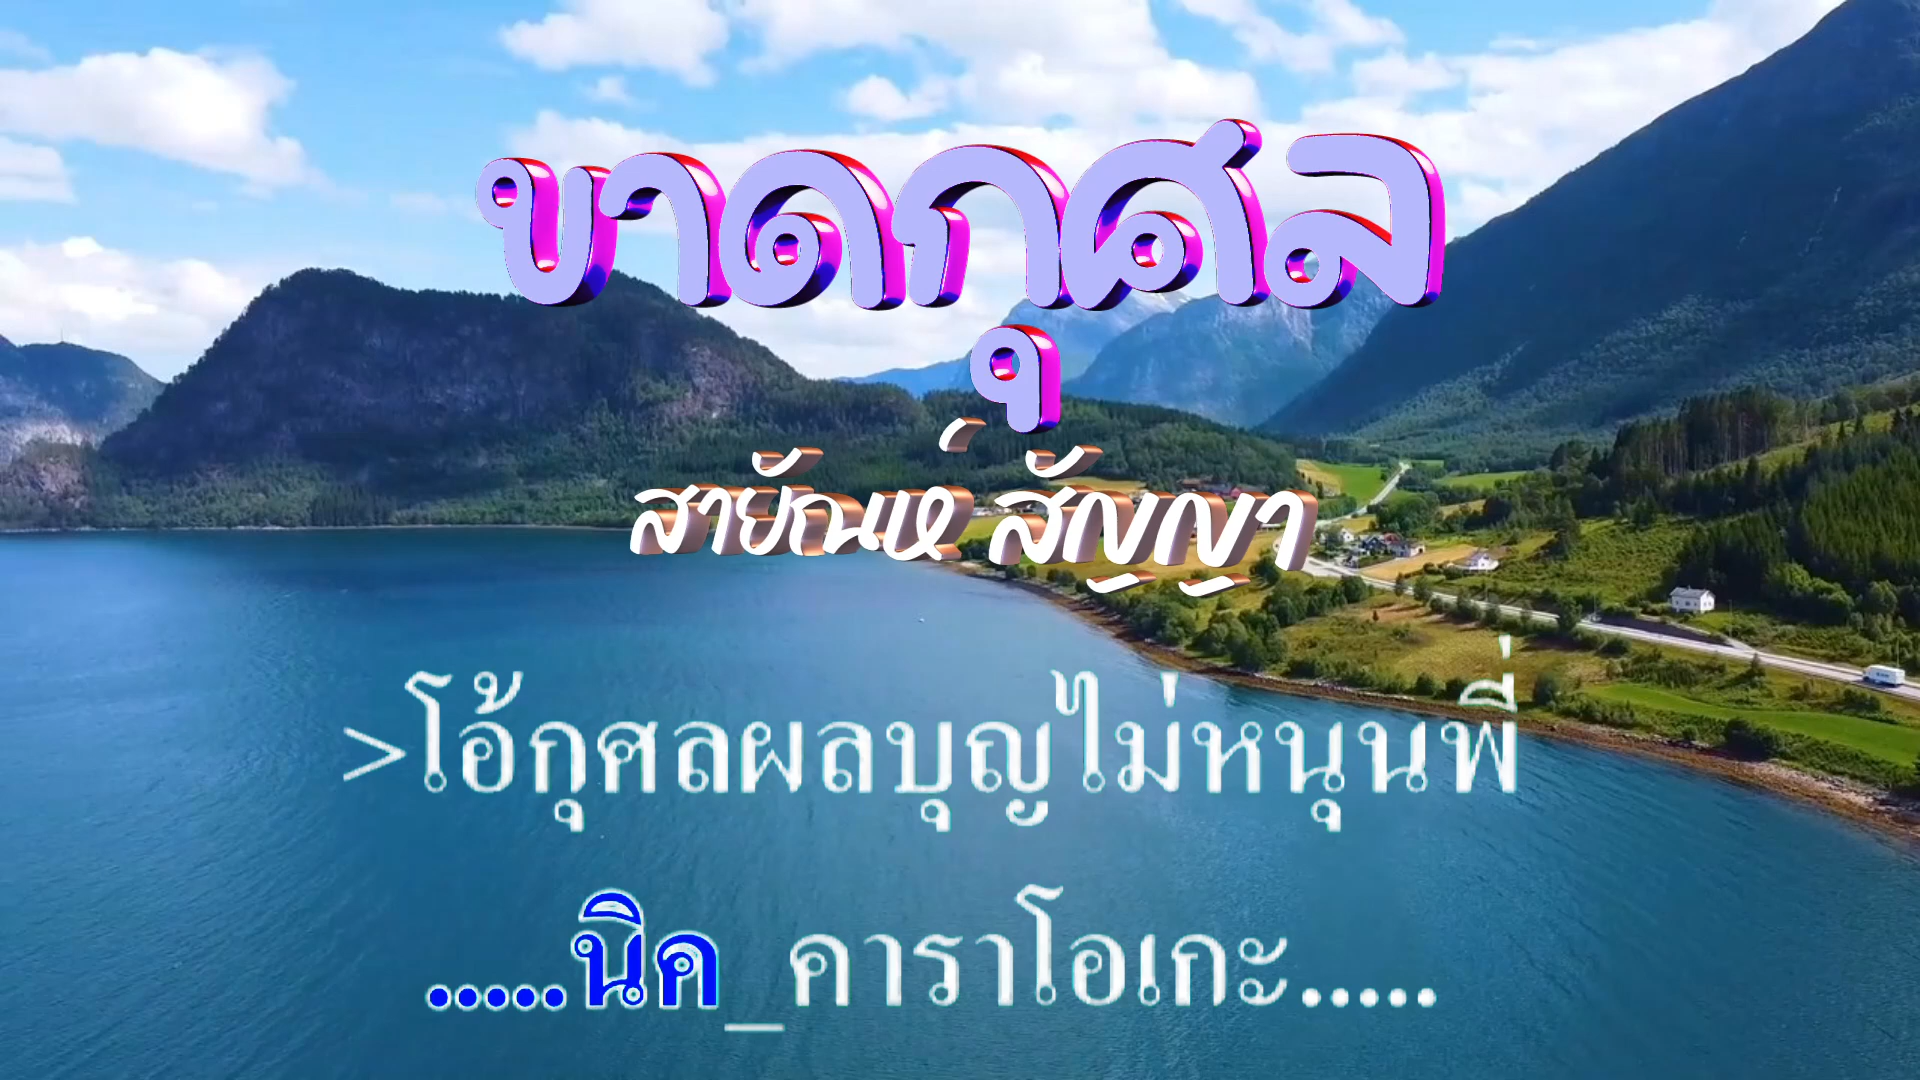 ขาดกุศล
สายัณห์ สัญญา
>โอ้กุศลผลบุญไม่หนุนพี่
.....นิค_คาราโอเกะ.....